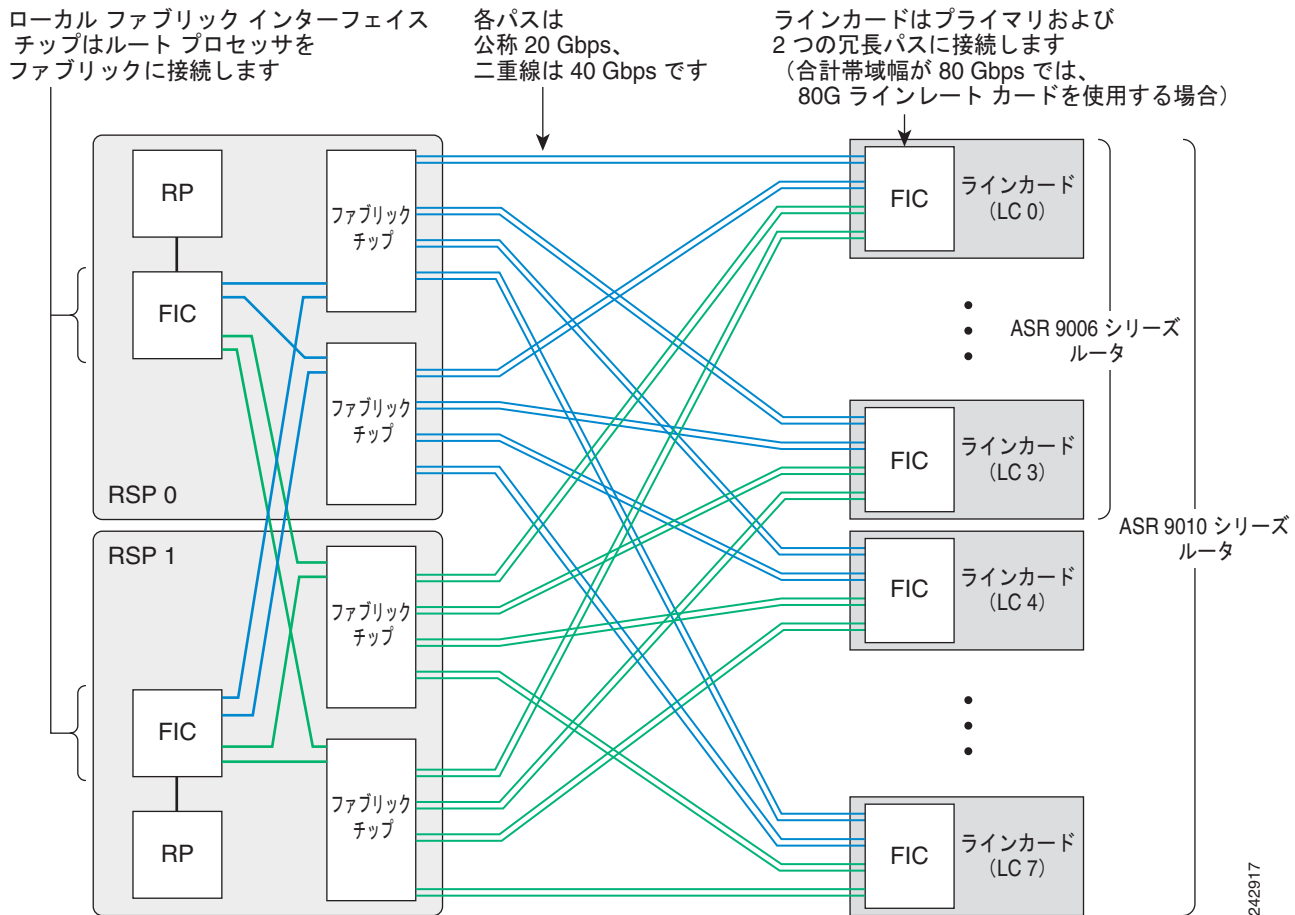 ローカル ファブリック インターフェイス
チップはルート プロセッサを
ファブリックに接続します
各パスは
公称 20 Gbps、
二重線は 40 Gbps です
ラインカードはプライマリおよび
2 つの冗長パスに接続します
（合計帯域幅が 80 Gbps では、
80G ラインレート カードを使用する場合）
RP
FIC
ファブリック
チップ
ファブリック
チップ
RSP 0
RSP 1
ファブリック
チップ
FIC
RP
ファブリック
チップ
FIC
ラインカード
（LC 0）
ASR 9006 シリーズ
ルータ
FIC
ラインカード
（LC 3）
ASR 9010 シリーズ
ルータ
FIC
ラインカード
（LC 4）
FIC
ラインカード
（LC 7）
242917